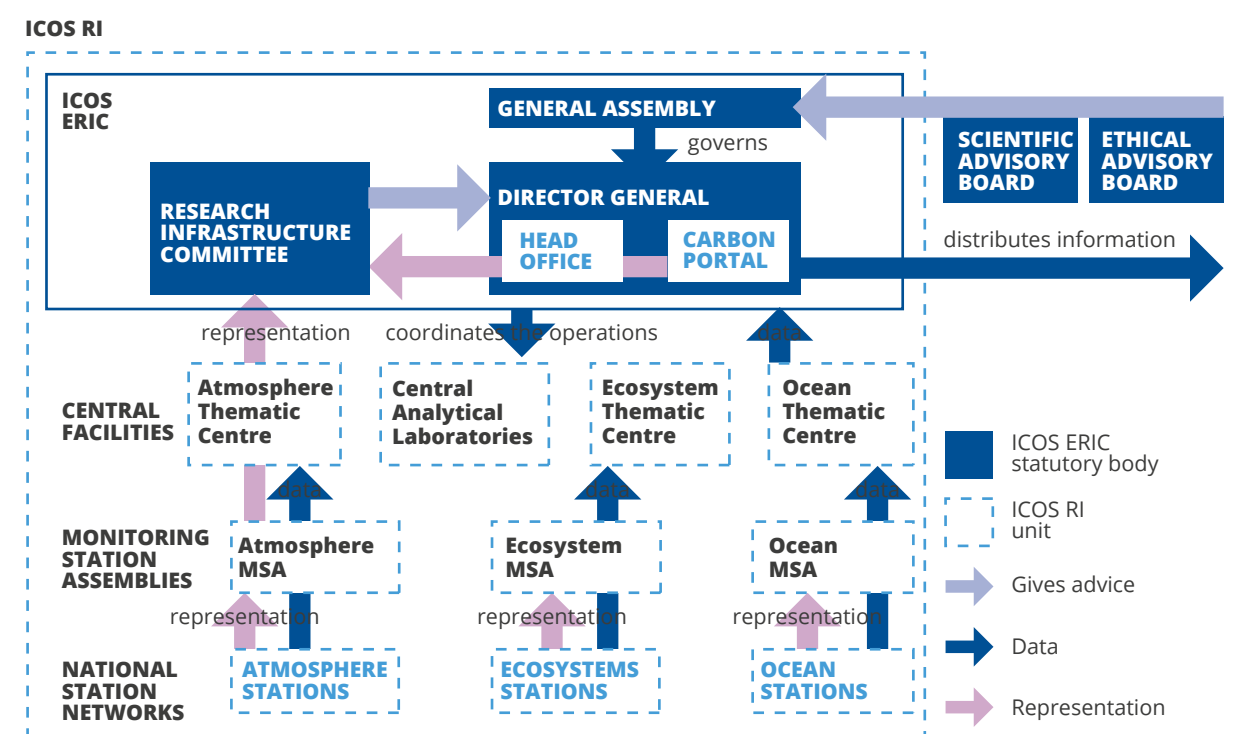 ICOS RI
ICOS
ERIC
GENERAL ASSEMBLY
governs
SCIENTIFIC
ADVISORY
BOARD
ETHICAL
ADVISORY
BOARD
RESEARCH
INFRASTRUCTURE
COMMITTEE
DIRECTOR GENERAL
HEAD
OFFICE
CARBON
PORTAL
distributes information
representation
coordinates the operations
data
CENTRAL
FACILITIES
Atmosphere
Thematic
Centre
Central
Analytical
Laboratories
Ecosystem
Thematic
Centre
Ocean
Thematic
Centre
data
data
data
MONITORING
STATION
ASSEMBLIES
Atmosphere
MSA
Ecosystem
MSA
Ocean
MSA
representation
representation
representation
NATIONAL
STATION
NETWORKS
ATMOSPHERE
STATIONS
ECOSYSTEMS
STATIONS
OCEAN
STATIONS
ICOS ERIC
statutory body
ICOS RI
unit
Gives advice
Data
Representation